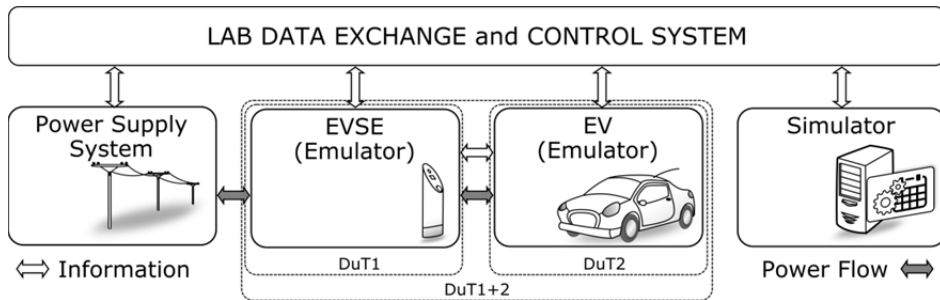 LAB DATA EXCHANGE and CONTROL SYSTEM
Power Supply
System
EVSE
(Emulator)
EV
(Emulator)
Simulator
DuT1
DuT2
Information
DuT1+2
Power Flow